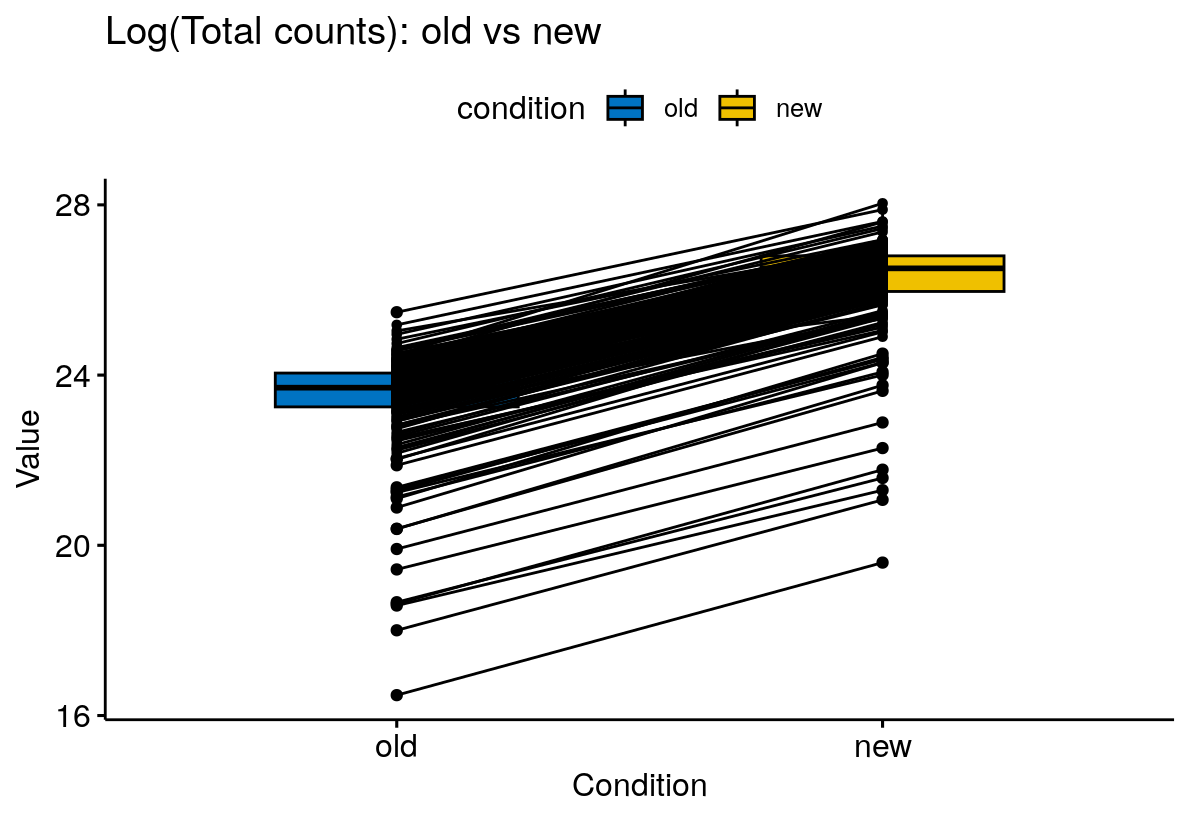 Log(Total counts): old vs new
condition old new
28
24
20
16
Value
old new
Condition